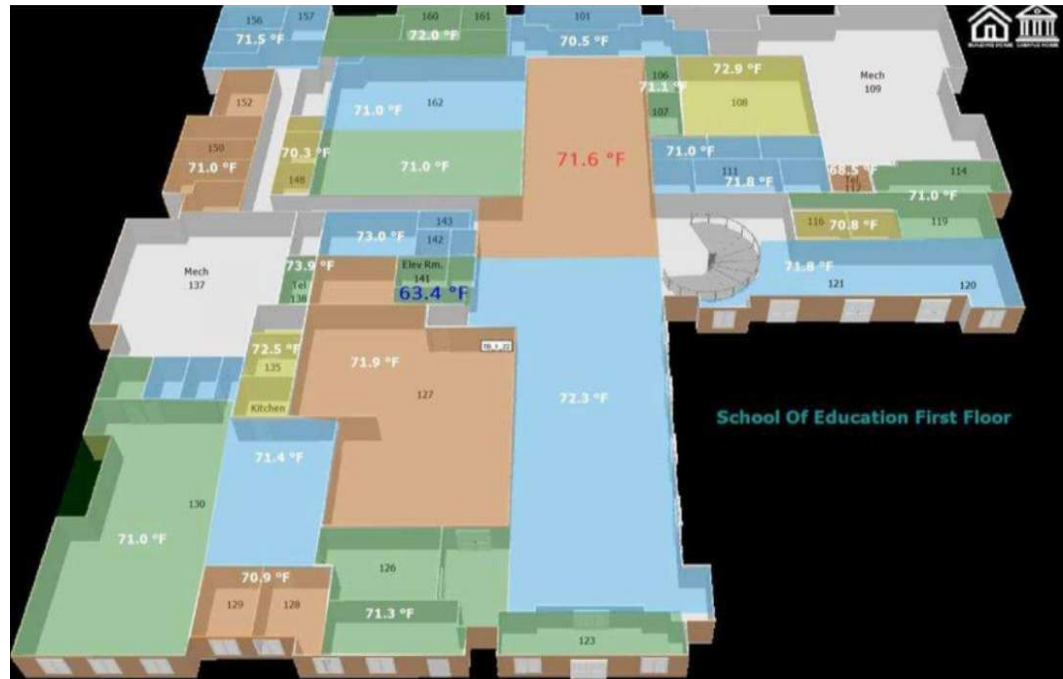 156
157
160
161
101
71.5 °F
72.0 °F
70.5 °F
106
72.9 °F
Mech
109
152
162
71.1 °F
108
71.0 °F
107
150
70.3 °F
71.0 °F
71.6 °F
71.0 °F
71.0 °F
111
71.8 °F
68.5 °F
Tel
114
148
71.0 °F
143
116
70.8 °F
119
73.0 °F
142
Mech
137
73.9 °F
Tel
138
Elev Rm.
141
63.4 °F
71.8 °F
121
120
72.5 °F
135
Kitchen
71.9 °F
127
72.3 °F
School Of Education First Floor
71.4 °F
130
71.0 °F
126
70.9 °F
129
128
71.3 °F
123